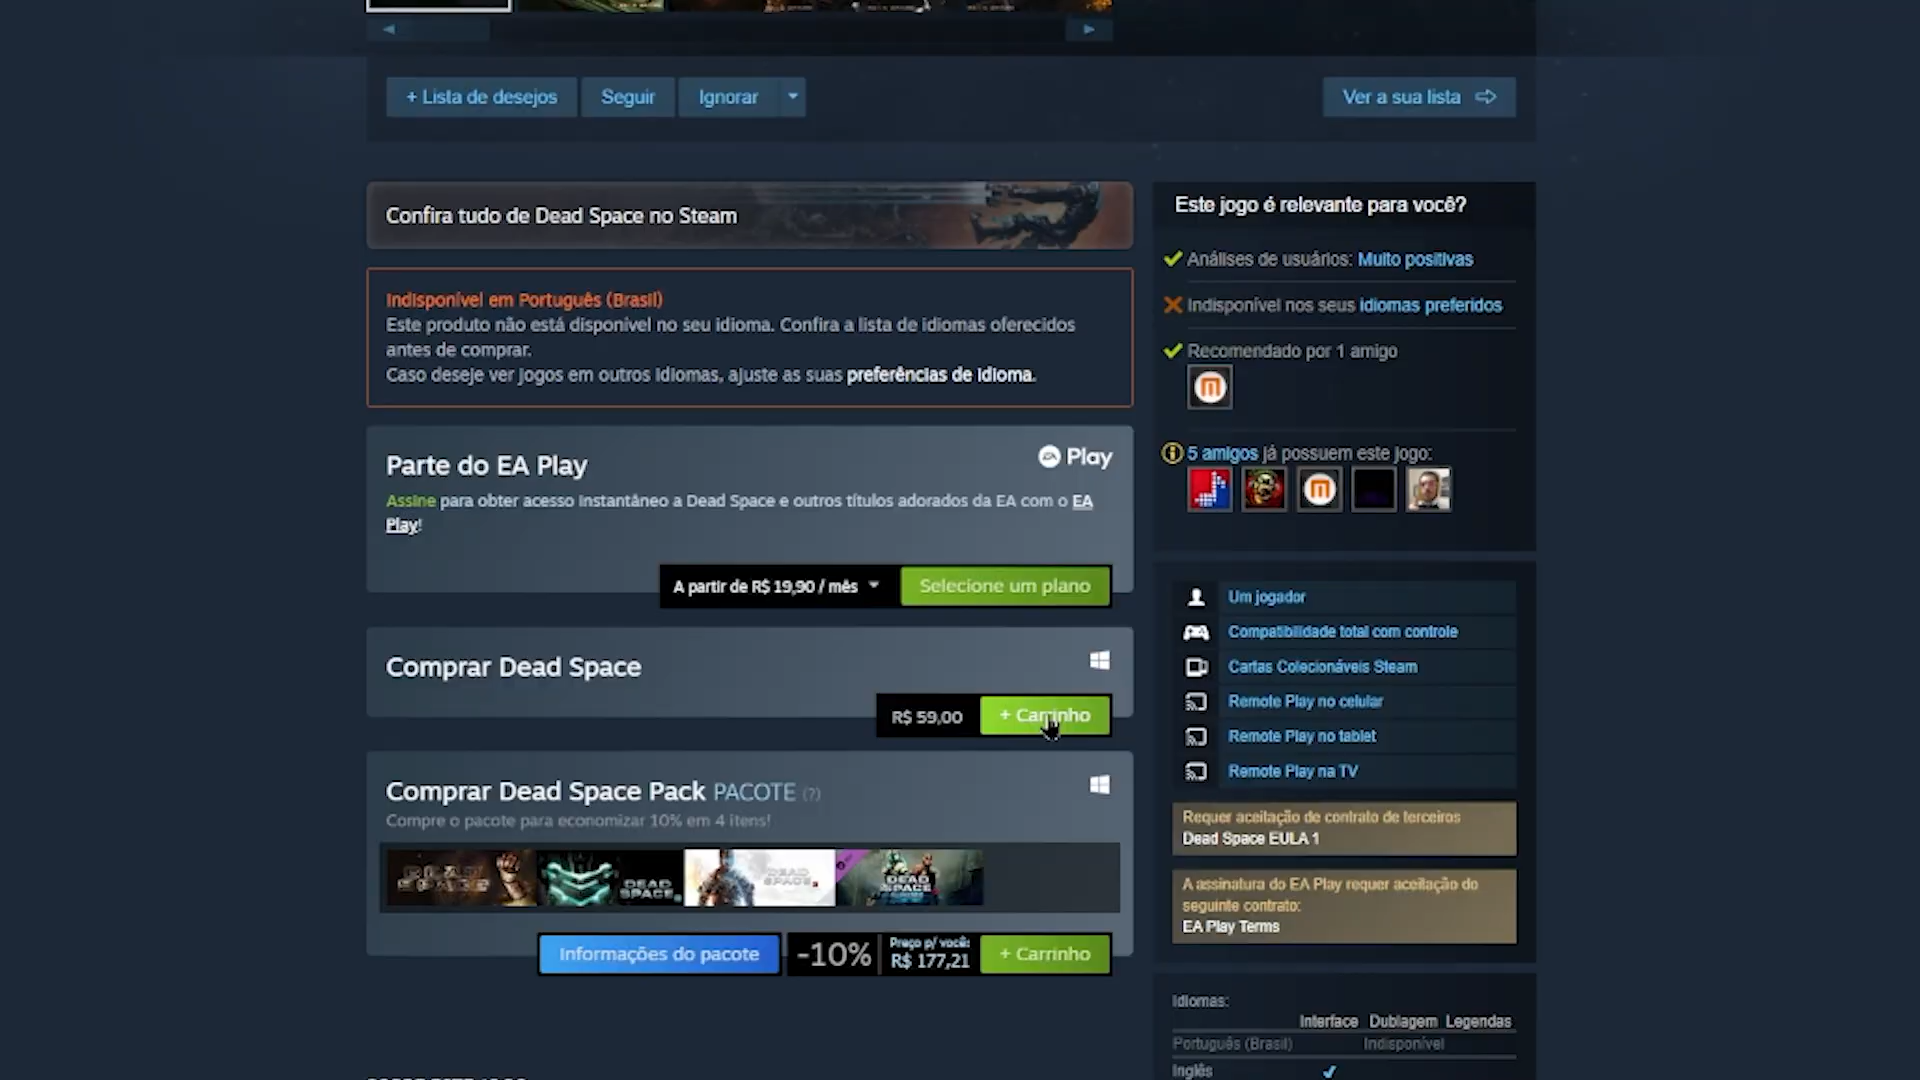 + Lista de desejos
Seguir
Ignorar
Ver a sua lista
Confira tudo de Dead Space no Steam
Indisponível em Português (Brasil)
Este produto não está disponível no seu idioma. Confira a lista de idiomas oferecidos
antes de comprar.
Caso deseje ver jogos em outros idiomas, ajuste as suas preferências de idioma.
Parte do EA Play
EA Play
Assine para obter acesso instantâneo a Dead Space e outros títulos adorados da EA com o EA
Play!
A partir de R$ 19,90 / mês
Selecione um plano
Comprar Dead Space
R$ 59,00
+ Carrinho
Comprar Dead Space Pack PACOTE (?)
Compre o pacote para economizar 10% em 4 itens!
DEAD SPACE
DEAD SPACE
DEAD SPACE
DEAD SPACE
Informações do pacote
-10%
Preço p/ você:
R$ 177,21
+ Carrinho
Este jogo é relevante para você?
Análises de usuários: Muito positivas
Indisponível nos seus idiomas preferidos
Recomendado por 1 amigo
5 amigos já possuem este jogo:
Um jogador
Compatibilidade total com controle
Cartas Colecionáveis Steam
Remote Play no celular
Remote Play no tablet
Remote Play na TV
Requer aceitação de contrato de terceiros
Dead Space EULA 1
A assinatura do EA Play requer aceitação do
seguinte contrato:
EA Play Terms
Idiomas:
Interface Dublagem Legendas
Português (Brasil) Indisponível
Inglês